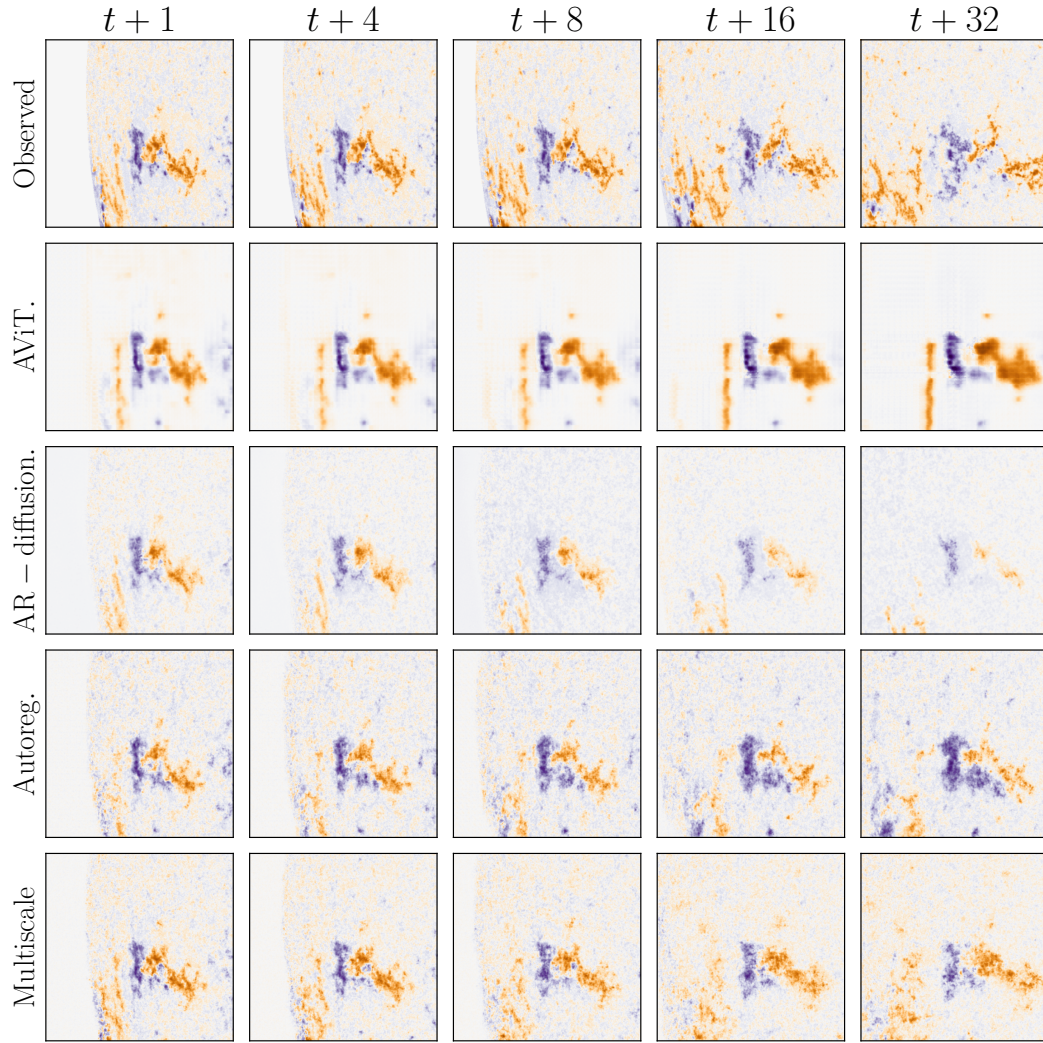 t + 1 t + 4 t + 8 t + 16 t + 32
Observed
AViT.
AR − diffusion.
Autoreg.
Multiscale